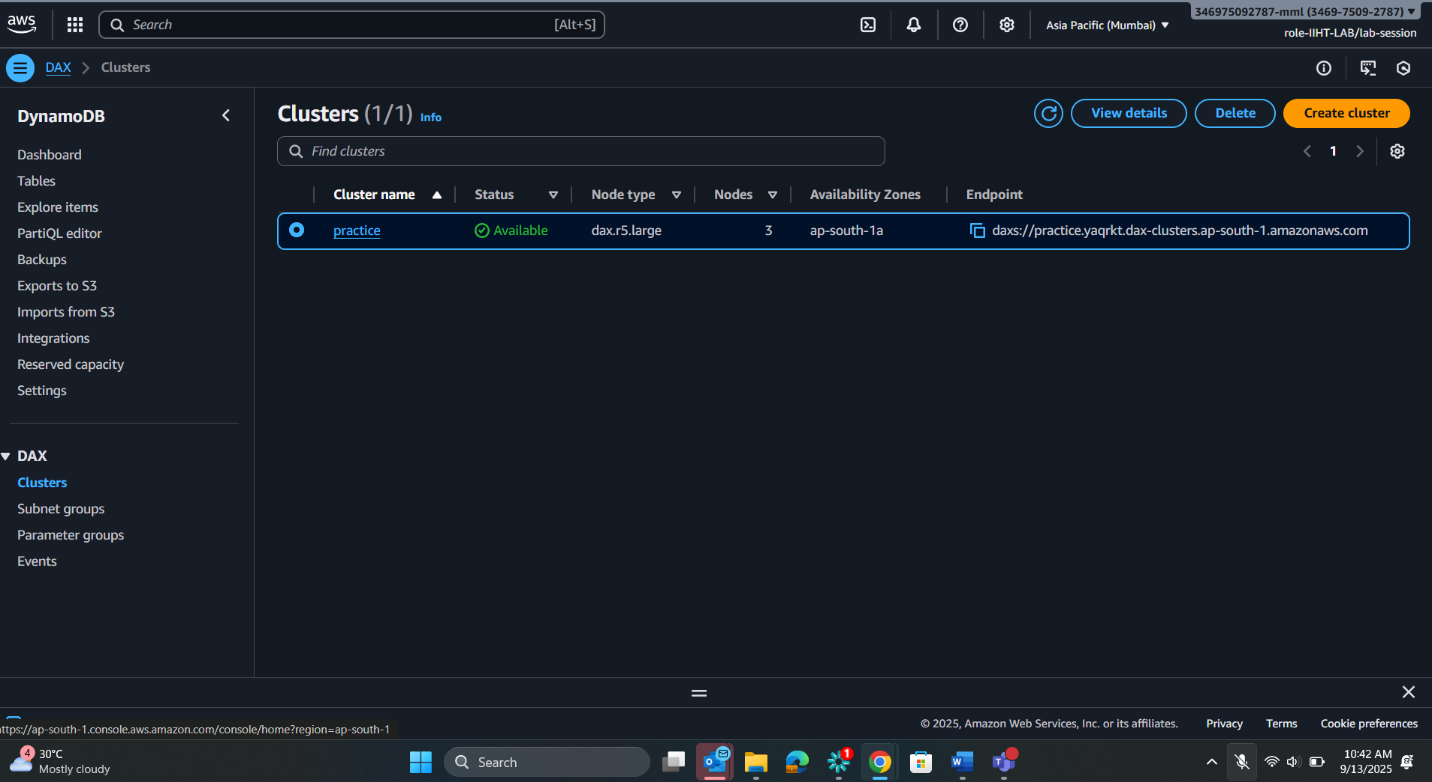 346975092787-mml (3469-7509-2787)
aws
Search [Alt+S]
Asia Pacific (Mumbai)
role-IIHT-LAB/lab-session
DAX Clusters
DynamoDB
Dashboard
Tables
Explore items
PartiQL editor
Backups
Exports to S3
Imports from S3
Integrations
Reserved capacity
Settings
DAX
Clusters
Subnet groups
Parameter groups
Events
Clusters (1/1) Info
View details Delete Create cluster
Find clusters
1
Cluster name Status Node type Nodes Availability Zones Endpoint
practice Available dax.r5.large 3 ap-south-1a daxs://practice.yaqrkt.dax-clusters.ap-south-1.amazonaws.com
© 2025, Amazon Web Services, Inc. or its affiliates. Privacy Terms Cookie preferences
ttps://ap-south-1.console.aws.amazon.com/console/home?region=ap-south-1
4 30°C
Mostly cloudy
Search
1
10:42 AM
9/13/2025